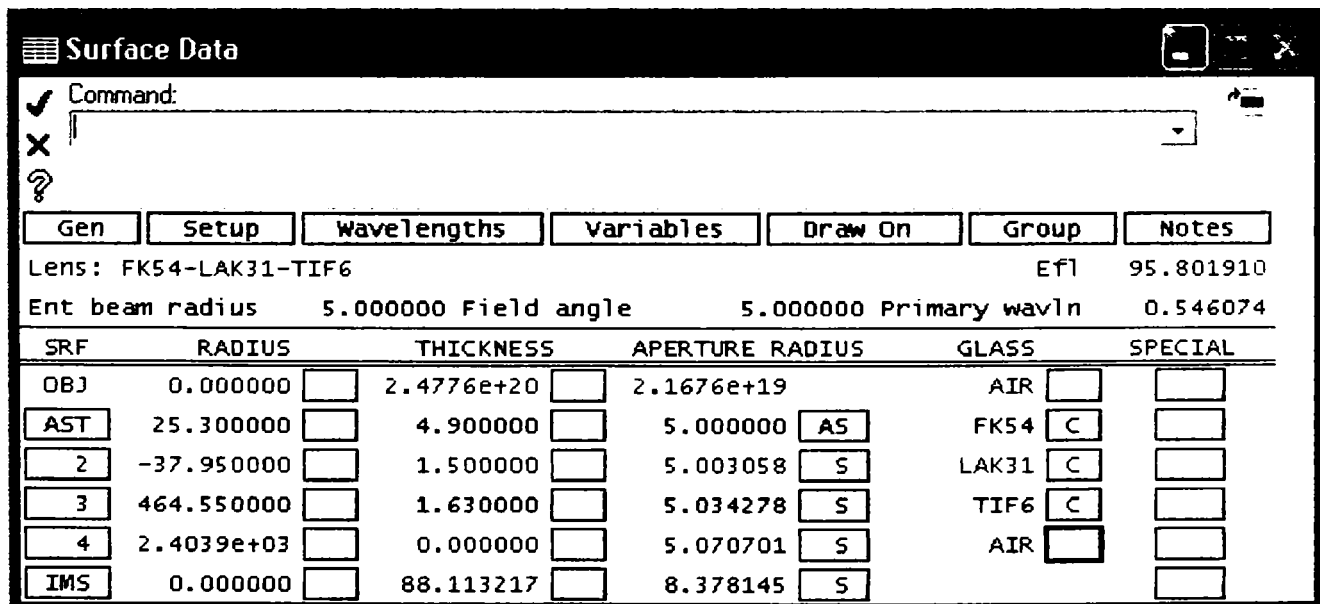 Surface Data
Command:
Gen Setup Wavelengths Variables Draw On Group Notes
Lens: FK54-LAK31-TIF6 Efl 95.801910
Ent beam radius 5.000000 Field angle 5.000000 Primary wavln 0.546074
SRF RADIUS THICKNESS APERTURE RADIUS GLASS SPECIAL
OBJ 0.000000 2.4776e+20 2.1676e+19 AIR
AST 25.300000 4.900000 5.000000 AS FK54 C
2 -37.950000 1.500000 5.003058 S LAK31 C
3 464.550000 1.630000 5.034278 S TIF6 C
4 2.4039e+03 0.000000 5.070701 S AIR
IMS 0.000000 88.113217 8.378145 S